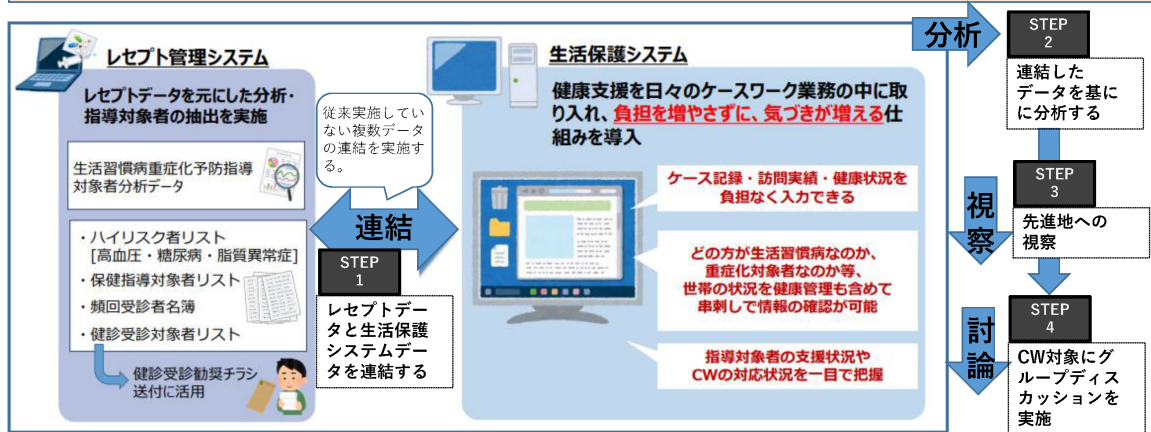 レセプト管理システム
レセプトデータを元にした分析・
指導対象者の抽出を実施
生活習慣病重症化予防指導
対象者分析データ
・ハイリスク者リスト
[高血圧・糖尿病・脂質異常症]
・保健指導対象者リスト
・頻回受診者名簿
・健診受診対象者リスト
健診受診勧奨チラシ
送付に活用
従来実施してい
ない複数データ
の連結を実施す
る。
連結
STEP
1
レセプトデー
タと生活保護
システムデー
タを連結する
生活保護システム
健康支援を日々のケースワーク業務の中に取
り入れ、負担を増やさずに、気づきが増える仕
組みを導入
ケース記録・訪問実績・健康状況を
負担なく入力できる
どの方が生活習慣病なのか、
重症化対象者なのか等、
世帯の状況を健康管理も含めて
串刺しで情報の確認が可能
指導対象者の支援状況や
CWの対応状況を一目で把握
分析
STEP
2
連結した
データを基に
に分析する
視察
STEP
3
先進地への
視察
討論
STEP
4
CW対象にグ
ループディス
カッションを
実施